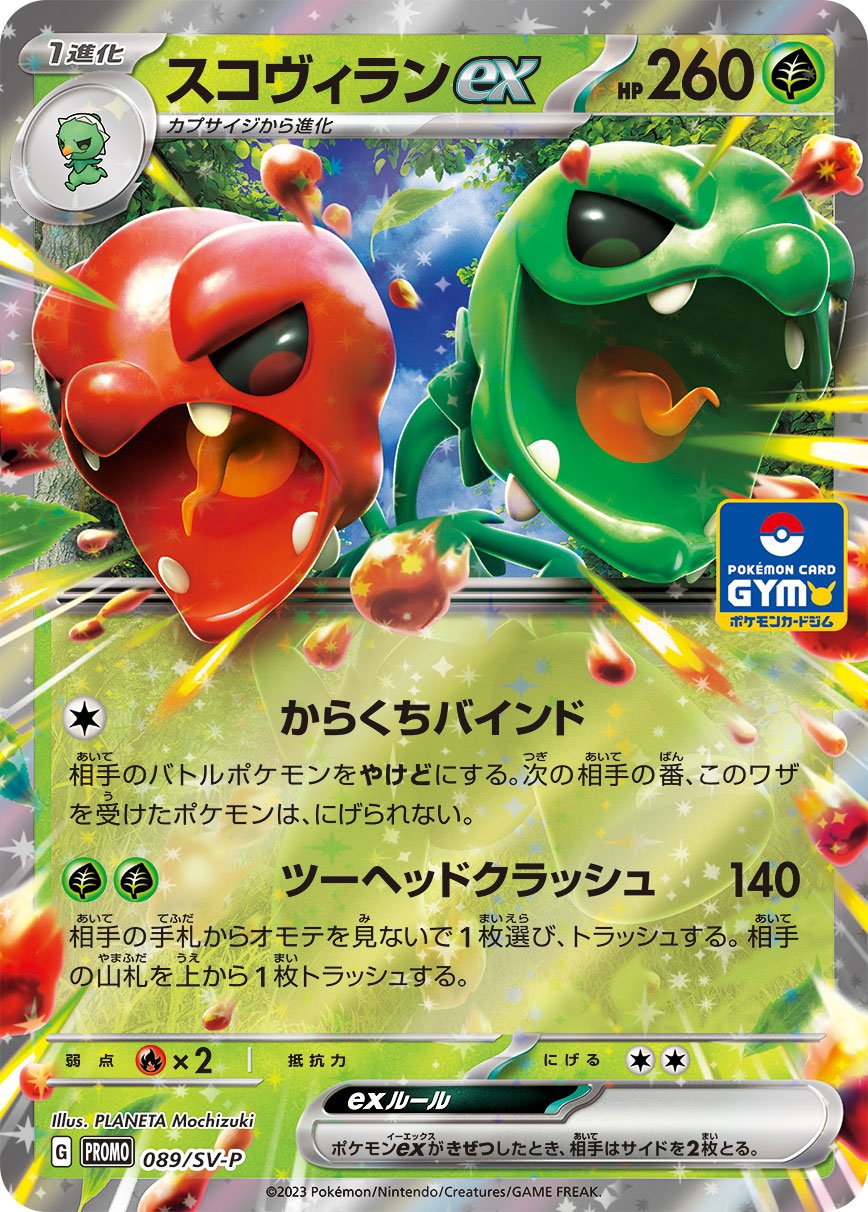 1進化
スコヴィランex
HP 260
カプサイジから進化
POKÉMON CARD
GYM
ポケモンカードジム
からくちバインド
相手のバトルポケモンをやけどにする。次の相手の番、このワザ
を受けたポケモンは、にげられない。
ツーヘッドクラッシュ 140
相手の手札からオモテを見ないで1枚選び、トラッシュする。相手
の山札を上から1枚トラッシュする。
弱点 ×2 抵抗力 にげる
Illus. PLANETA Mochizuki
exルール
ポケモンexがきぜつしたとき、相手はサイドを2枚とる。
G PROMO 089/SV-P
©2023 Pokémon/Nintendo/Creatures/GAME FREAK.